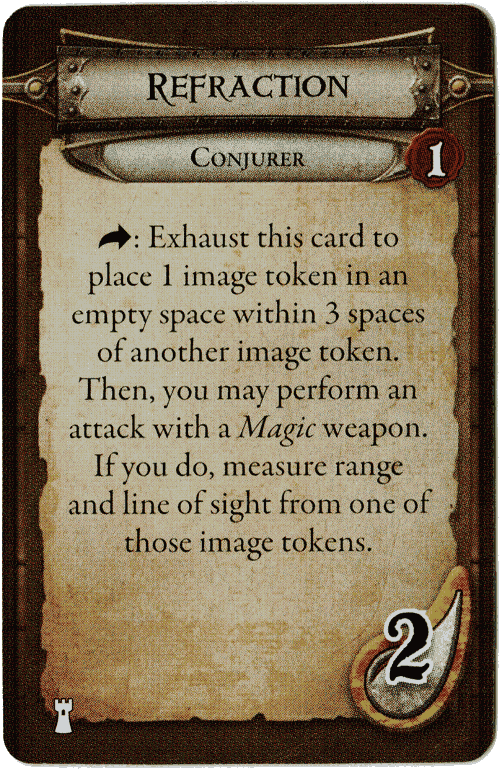 REFRACTION
CONJURER
1
: Exhaust this card to
place 1 image token in an
empty space within 3 spaces
of another image token.
Then, you may perform an
attack with a Magic weapon.
If you do, measure range
and line of sight from one of
those image tokens.
2